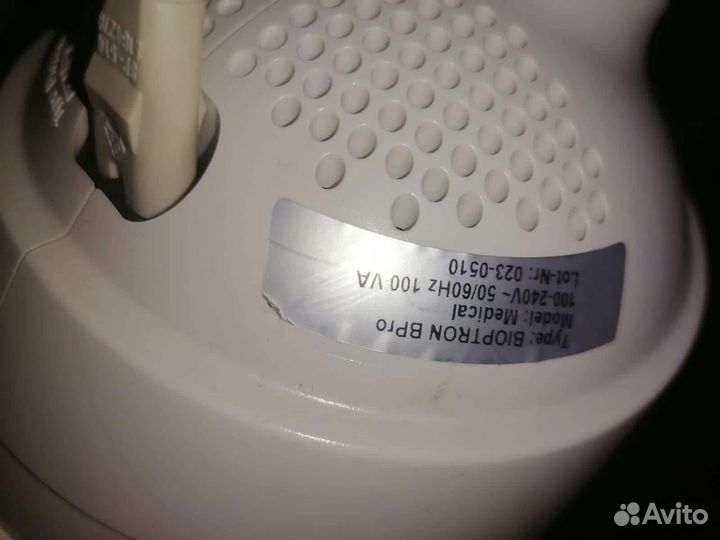 Type: BIOPTRON BPro
Model: Medical
100-240V~ 50/60Hz 100 VA
Lot-Nr: 023-0510
Avito